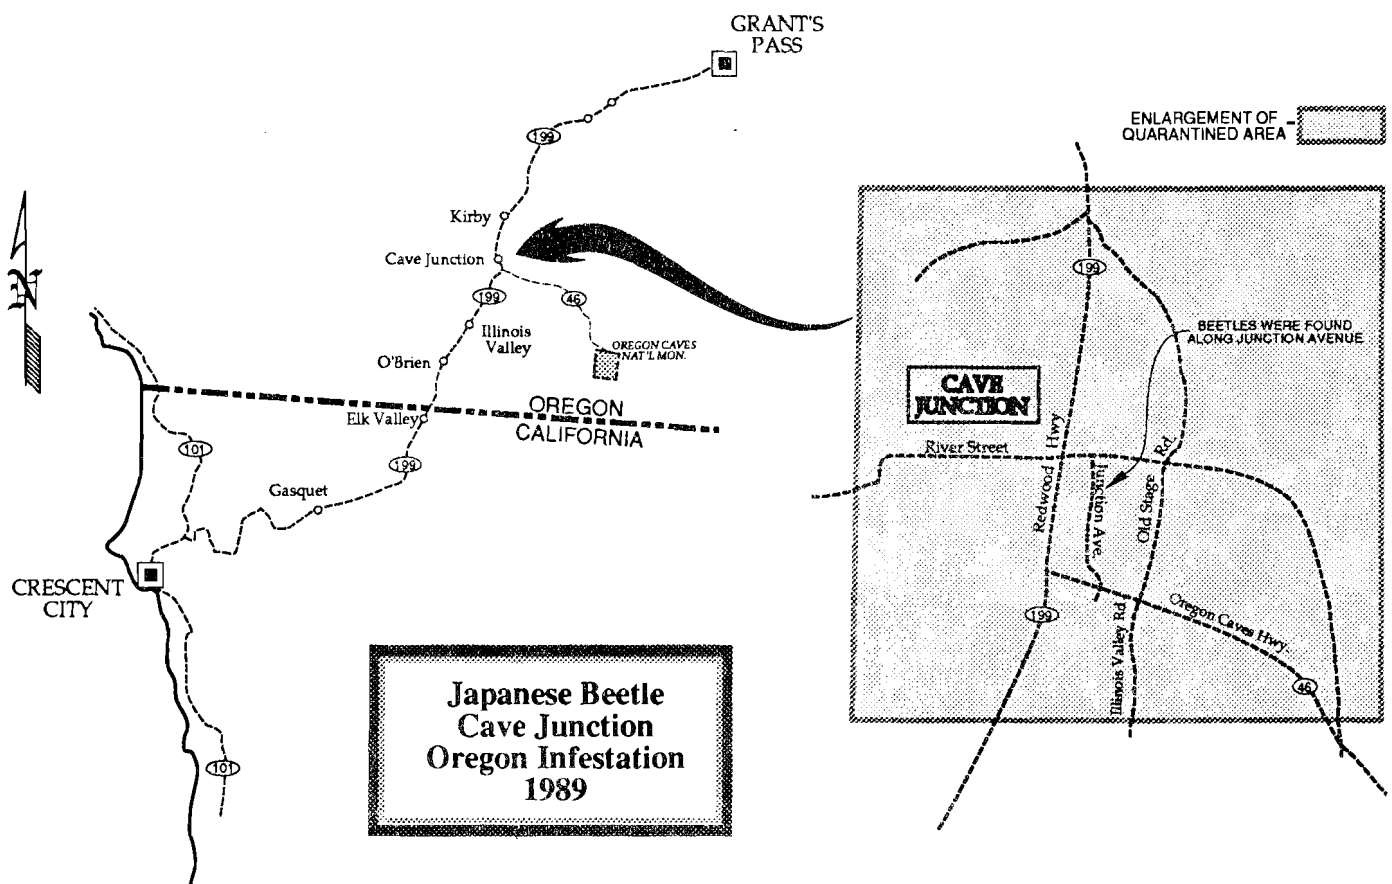 GRANT'S
PASS
ENLARGEMENT OF
QUARANTINED AREA
199
Kirby
Cave Junction
199
46
Illinois
Valley
OREGON CAVES
NAT'L MON.
O'Brien
N
OREGON
CALIFORNIA
Elk Valley
101
199
Gasquet
CRESCENT
CITY
101
Japanese Beetle
Cave Junction
Oregon Infestation
1989
199
BEETLES WERE FOUND
ALONG JUNCTION AVENUE
CAVE
JUNCTION
River Street
Redwood Hwy
Junction Ave.
Old Stage Rd.
199
Illinois Valley Rd
Oregon Caves Hwy.
46